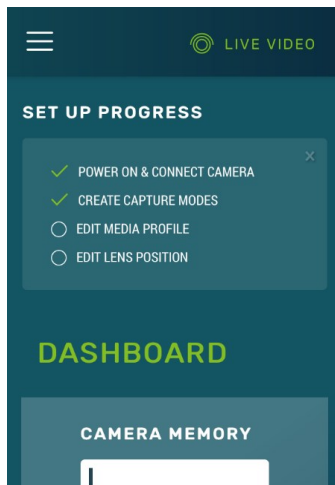 LIVE VIDEO
SET UP PROGRESS
X
POWER ON & CONNECT CAMERA
CREATE CAPTURE MODES
EDIT MEDIA PROFILE
EDIT LENS POSITION
DASHBOARD
CAMERA MEMORY